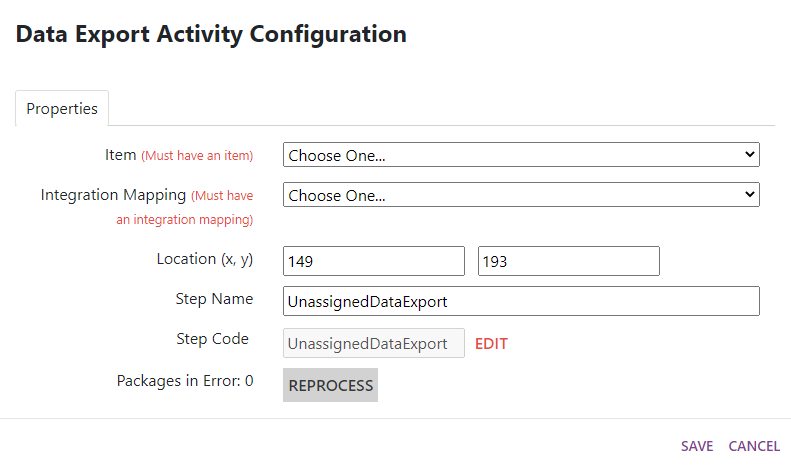 Data Export Activity Configuration
Properties
Item (Must have an item) Choose One...
Integration Mapping (Must have Choose One...
an integration mapping)
Location (x, y) 149 193
Step Name UnassignedDataExport
Step Code UnassignedDataExport EDIT
Packages in Error: 0 REPROCESS
SAVE CANCEL